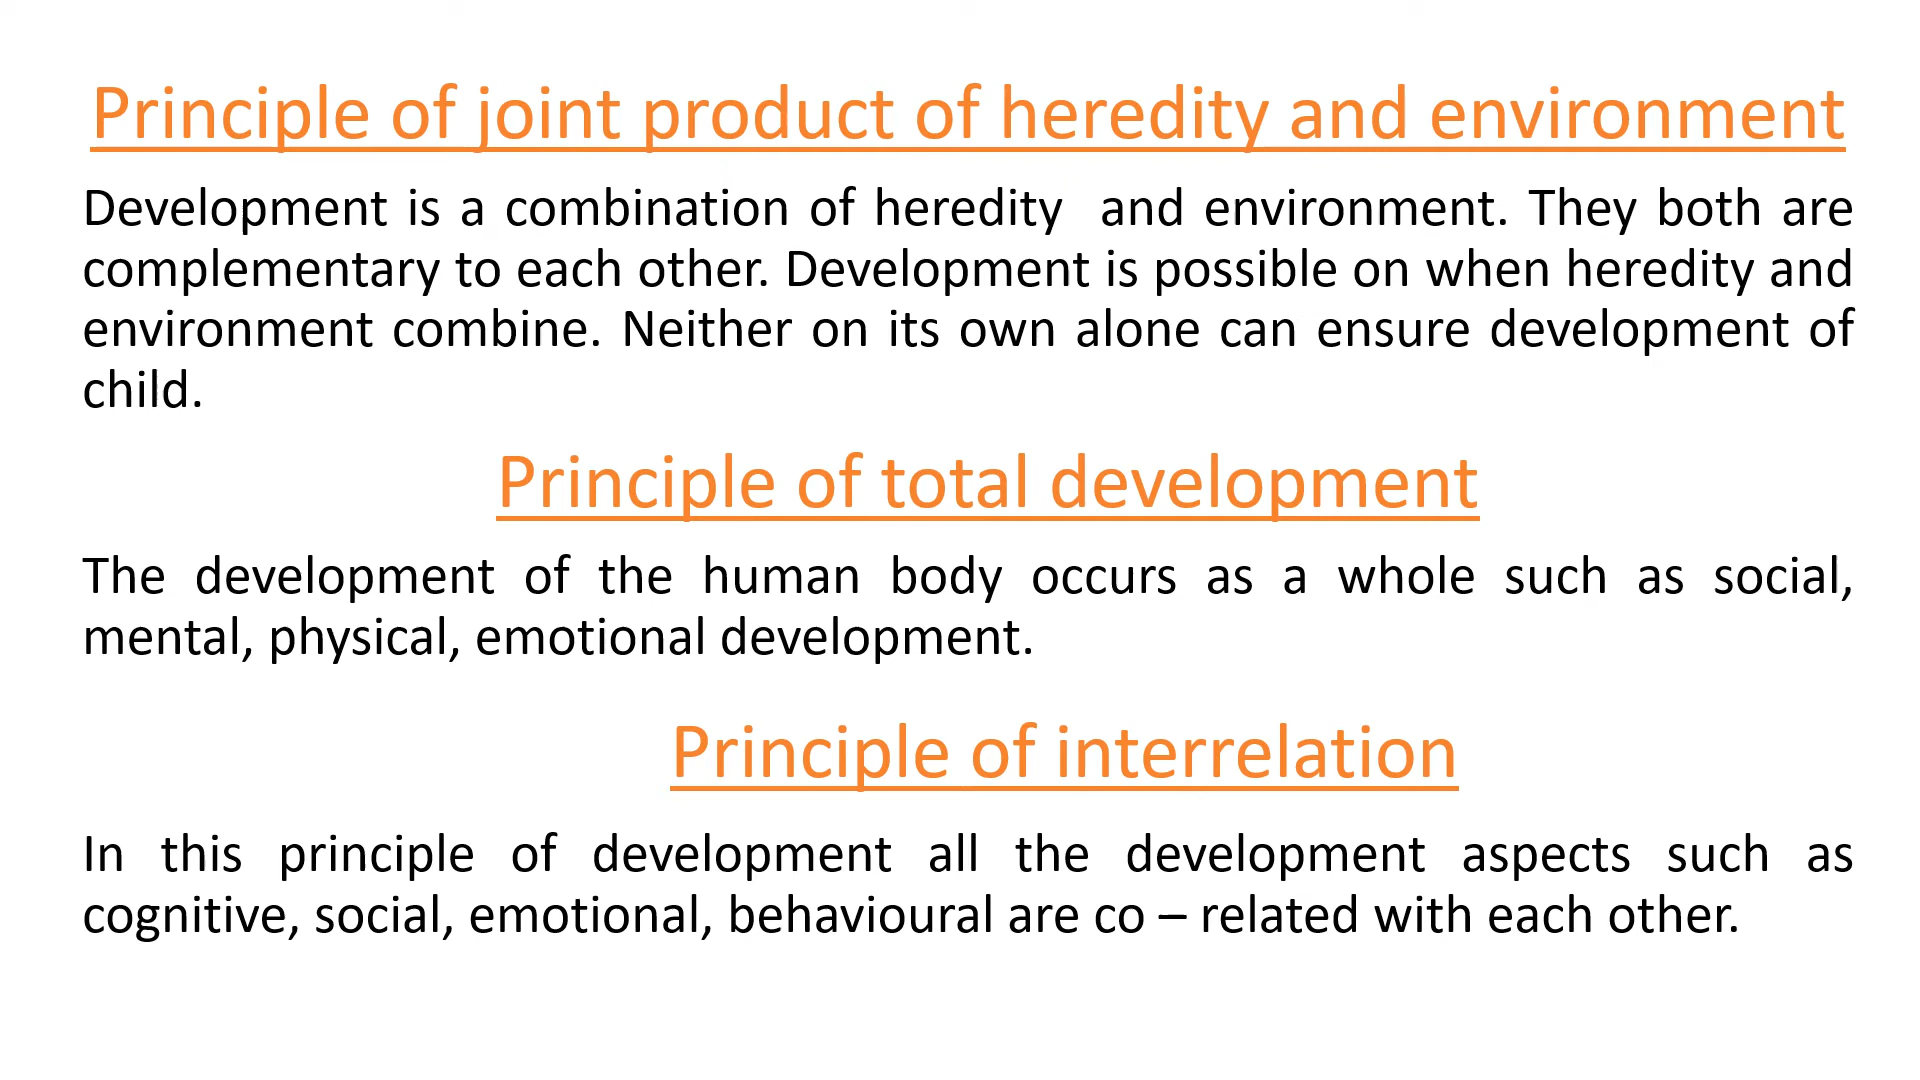 Principle of joint product of heredity and environment
Development is a combination of heredity and environment. They both are
complementary to each other. Development is possible on when heredity and
environment combine. Neither on its own alone can ensure development of
child.
Principle of total development
The development of the human body occurs as a whole such as social,
mental, physical, emotional development.
Principle of interrelation
In this principle of development all the development aspects such as
cognitive, social, emotional, behavioural are co – related with each other.